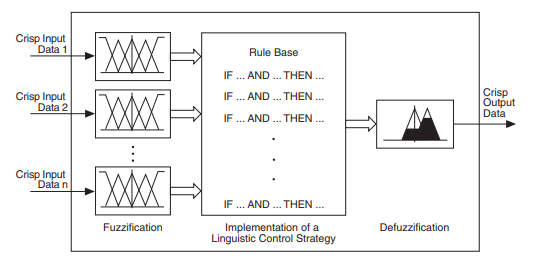 Crisp Input
Data 1
Crisp Input
Data 2
Crisp Input
Data n
Fuzzification
Rule Base
IF ... AND ... THEN ...
IF ... AND ... THEN ...
IF ... AND ... THEN ...
IF ... AND ... THEN ...
Implementation of a
Linguistic Control Strategy
Defuzzification
Crisp
Output
Data